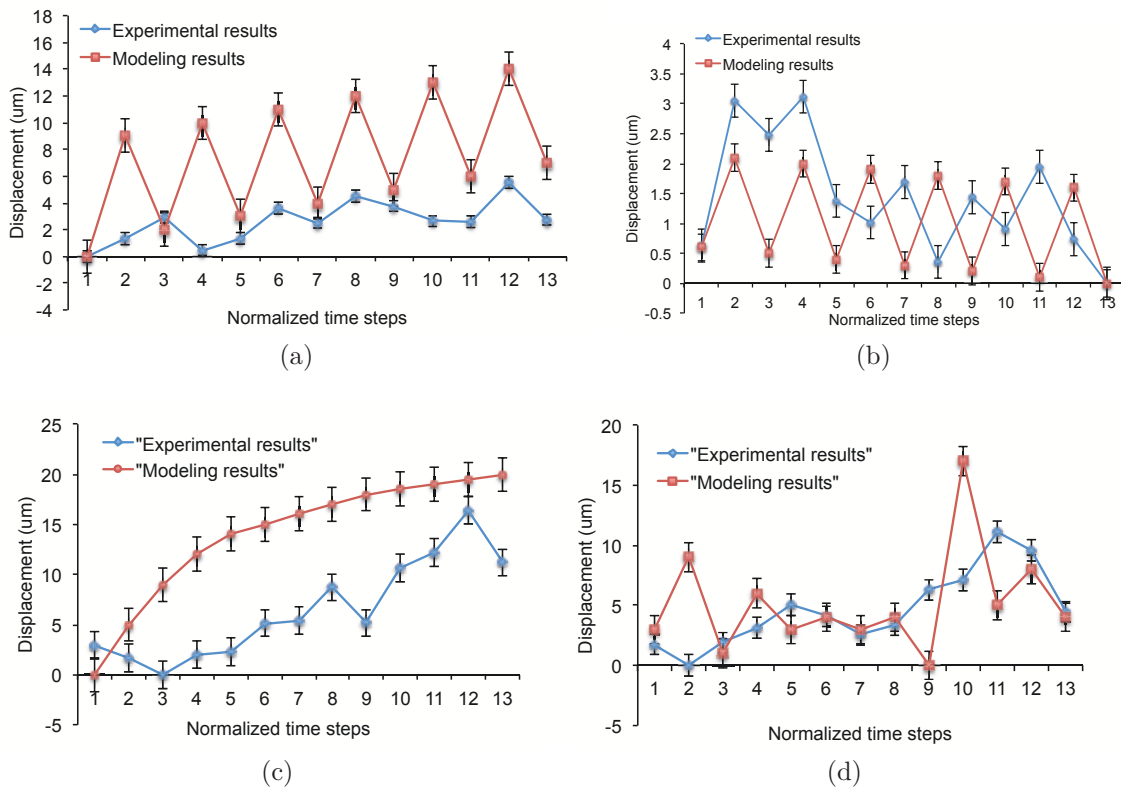 Experimental results
Modeling results
Displacement (um)
18
16
14
12
10
8
6
4
2
0
-2
-4
1 2 3 4 5 6 7 8 9 10 11 12 13
Normalized time steps
(a)
Experimental results
Modeling results
Displacement (um)
4
3.5
3
2.5
2
1.5
1
0.5
0
-0.5
1 2 3 4 5 6 7 8 9 10 11 12 13
Normalized time steps
(b)
"Experimental results"
"Modeling results"
Displacement (um)
25
20
15
10
5
0
-5
1 2 3 4 5 6 7 8 9 10 11 12 13
Normalized time steps
(c)
"Experimental results"
"Modeling results"
Displacement (um)
20
15
10
5
0
-5
1 2 3 4 5 6 7 8 9 10 11 12 13
Normalized time steps
(d)